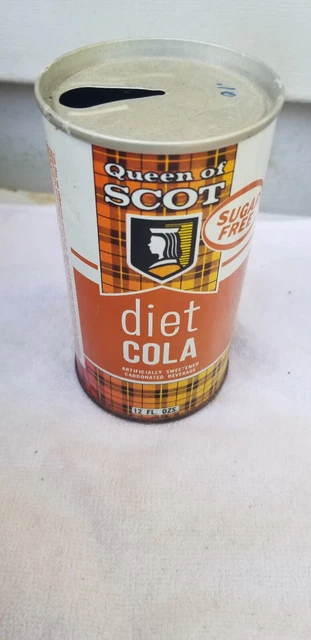 Queen of
SCOT
SUGAR
FREE
diet
COLA
ARTIFICIALLY SWEETENED
CARBONATED BEVERAGE
12 FL. OZS.